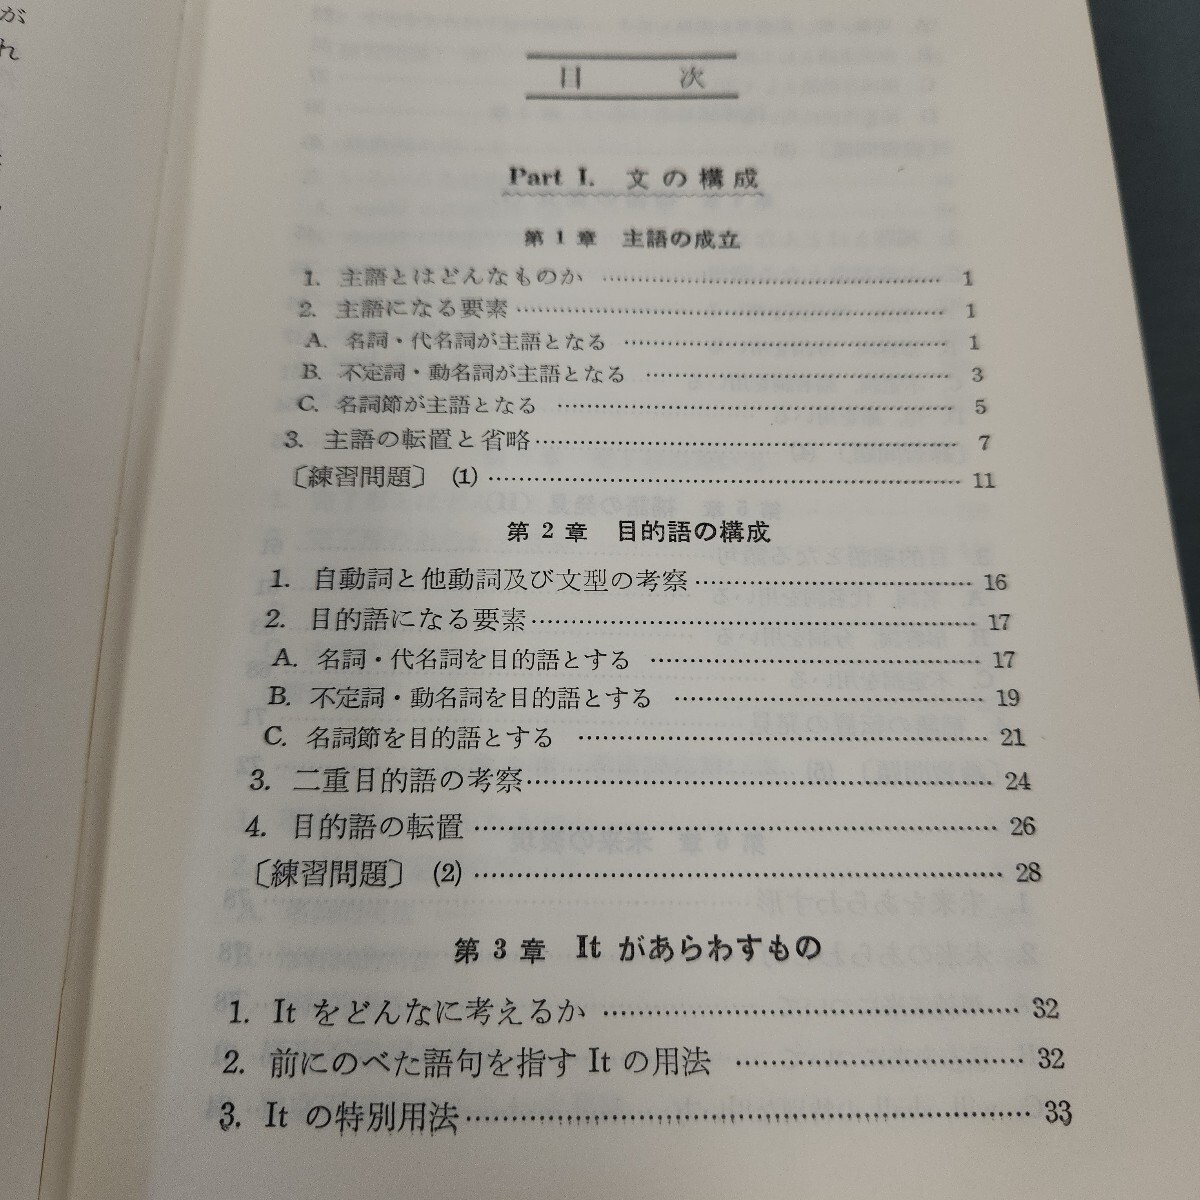 が
れ
目 次
Part I. 文の構成
第1章 主語の成立
1. 主語とはどんなものか ………………………… 1
2. 主語になる要素 ………………………… 1
A. 名詞・代名詞が主語となる ………………………… 1
B. 不定詞・動名詞が主語となる ………………………… 3
C. 名詞節が主語となる ………………………… 5
3. 主語の転置と省略 ………………………… 7
〔練習問題〕 (1) ………………………… 11
第2章 目的語の構成
1. 自動詞と他動詞及び文型の考察 ………………………… 16
2. 目的語になる要素 ………………………… 17
A. 名詞・代名詞を目的語とする ………………………… 17
B. 不定詞・動名詞を目的語とする ………………………… 19
C. 名詞節を目的語とする ………………………… 21
3. 二重目的語の考察 ………………………… 24
4. 目的語の転置 ………………………… 26
〔練習問題〕 (2) ………………………… 28
第3章 It があらわすもの
1. It をどんなに考えるか ………………………… 32
2. 前にのべた語句を指す It の用法 ………………………… 32
3. It の特別用法 ………………………… 33